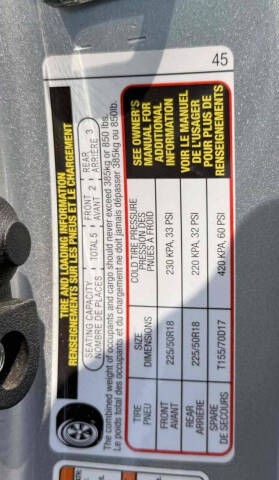 45
TIRE AND LOADING INFORMATION
RENSEIGNEMENTS SUR LES PNEUS ET LE CHARGEMENT
SEATING CAPACITY TOTAL 5 FRONT 2 REAR 3
NOMBRE DE PLACES AVANT ARRIÈRE
The combined weight of occupants and cargo should never exceed 385kg or 850 lbs.
Le poids total des occupants et du chargement ne doit jamais dépasser 385kg ou 850lb.
TIRE SIZE COLD TIRE PRESSURE
PNEU DIMENSIONS PRESSION DES PNEUS À FROID
FRONT 225/50R18 230 KPA, 33 PSI
AVANT
REAR 225/50R18 220 KPA, 32 PSI
ARRIERE
SPARE T155/70D17 420 KPA, 60 PSI
DE SECOURS
SEE OWNER'S
MANUAL FOR
ADDITIONAL
INFORMATION
VOIR LE MANUEL
DE L'USAGER
POUR PLUS DE
RENSEIGNEMENTS